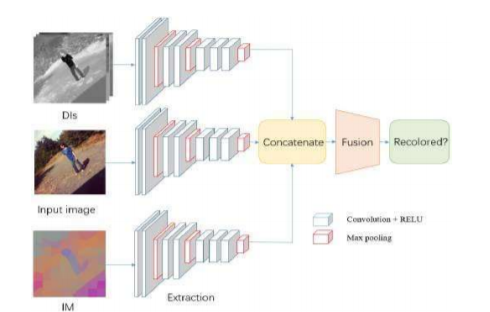 DIs
Input image
IM
Extraction
Concatenate
Fusion
Recolored?
Convolution + RELU
Max pooling